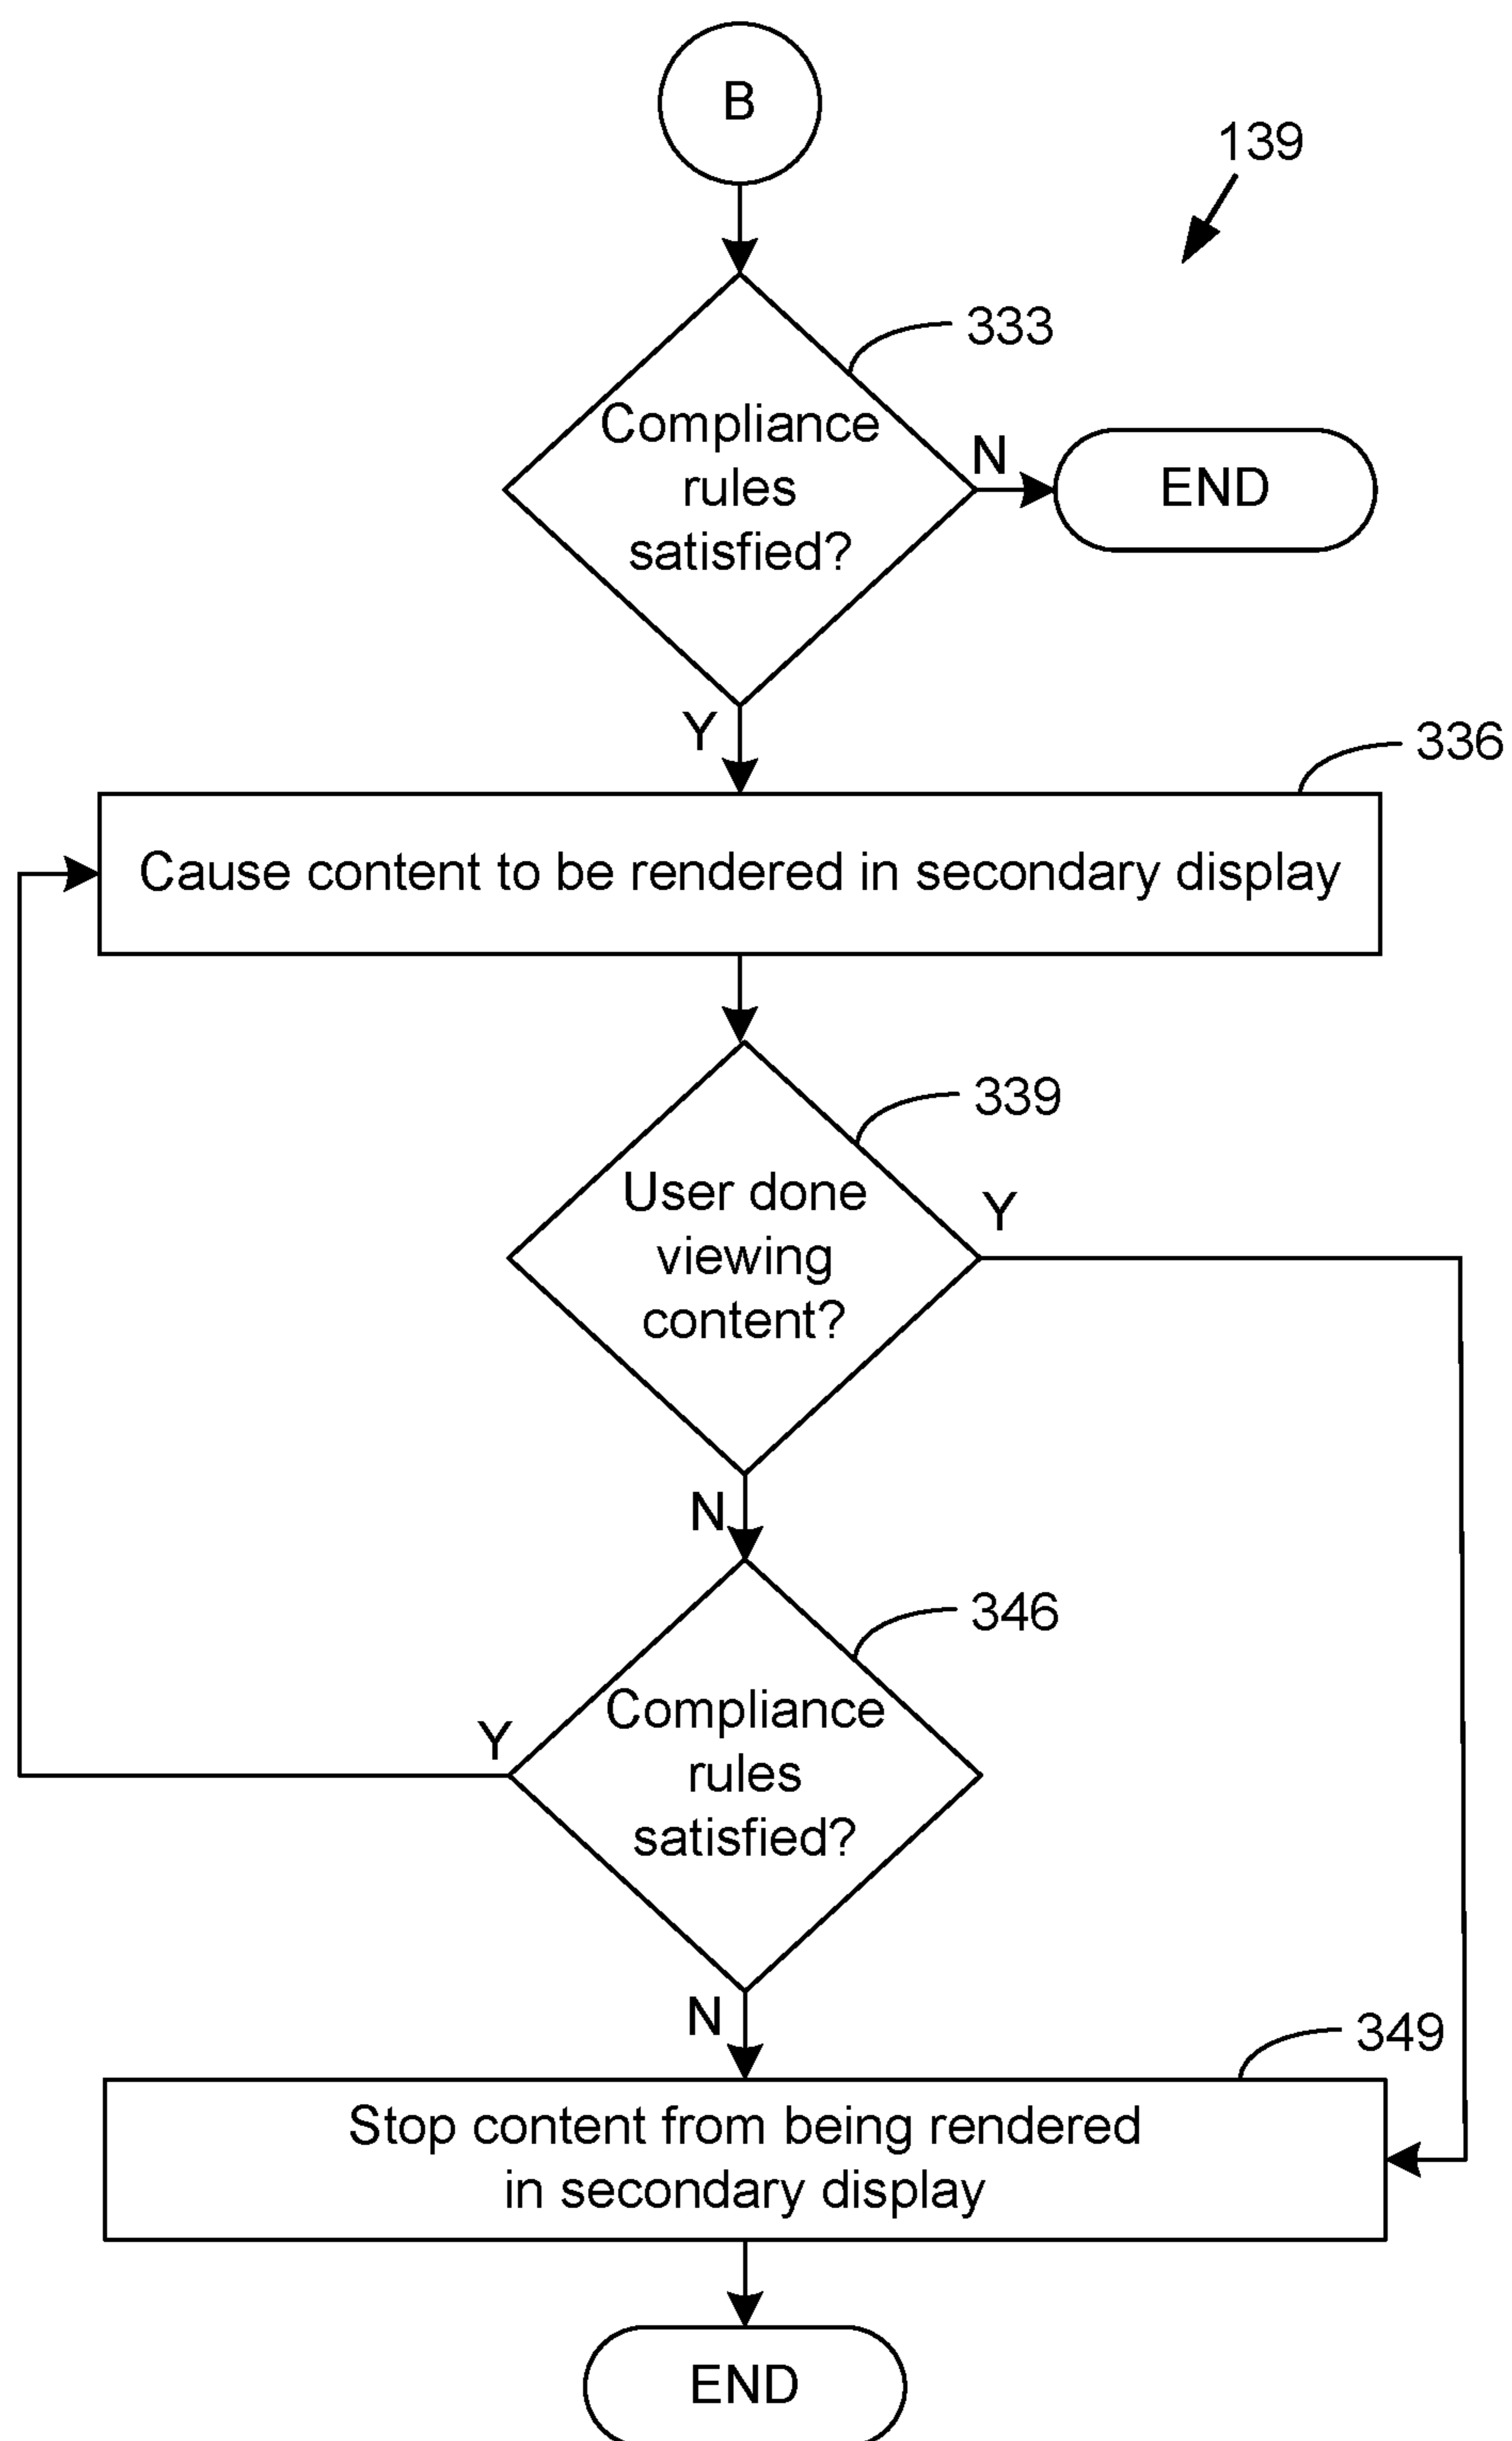 B
139
333
Compliance
rules
satisfied?
N
END
Y
336
Cause content to be rendered in secondary display
339
User done
viewing
content?
Y
N
346
Compliance
rules
satisfied?
Y
N
349
Stop content from being rendered
in secondary display
END